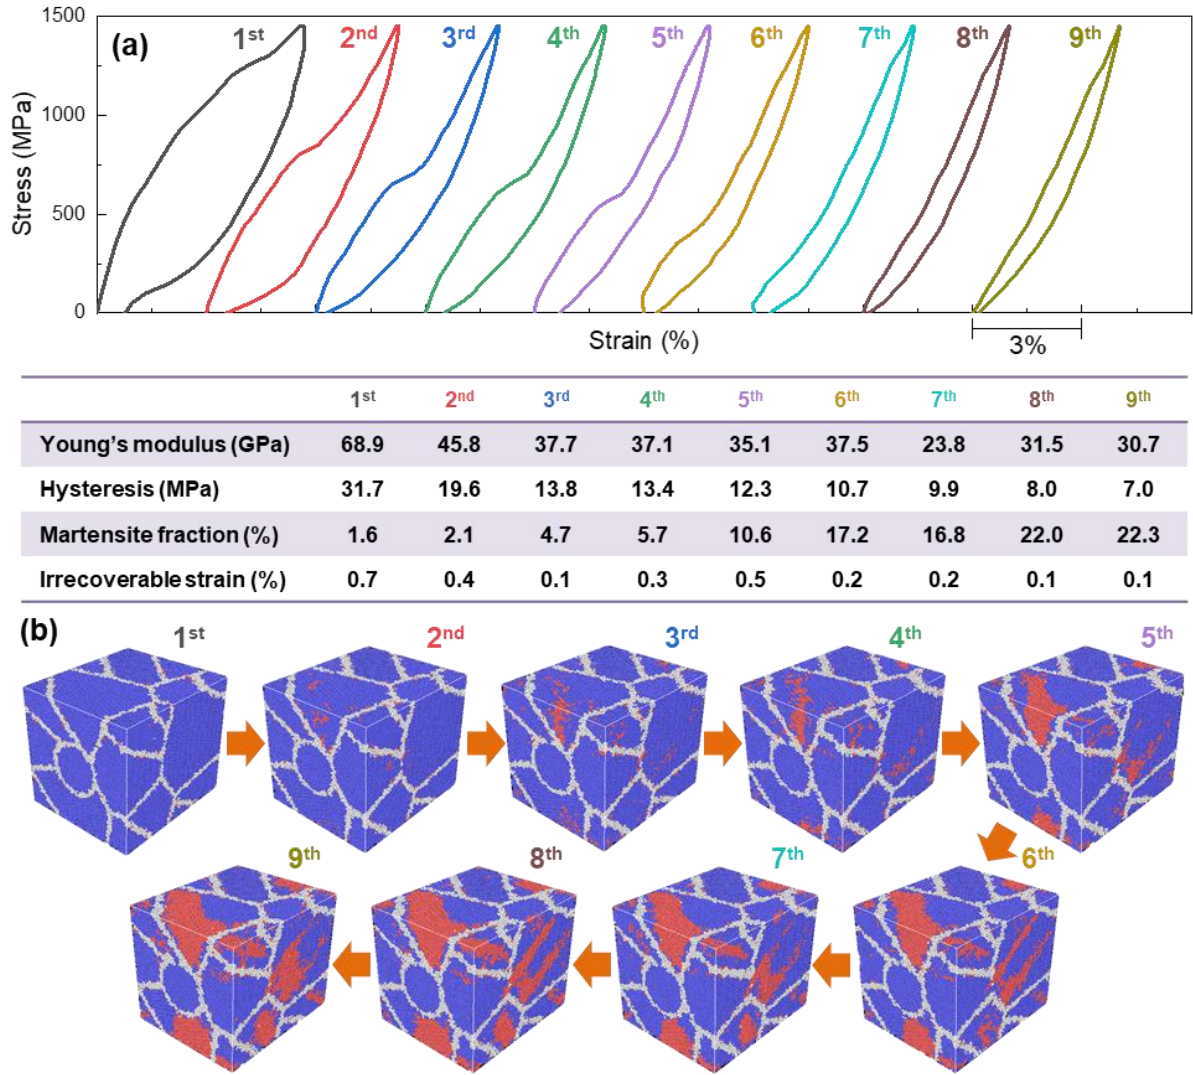 1500
1000
500
0
Stress (MPa)
(a)
1st 2nd 3rd 4th 5th 6th 7th 8th 9th
Strain (%)
3%
1st 2nd 3rd 4th 5th 6th 7th 8th 9th
Young's modulus (GPa) 68.9 45.8 37.7 37.1 35.1 37.5 23.8 31.5 30.7
Hysteresis (MPa) 31.7 19.6 13.8 13.4 12.3 10.7 9.9 8.0 7.0
Martensite fraction (%) 1.6 2.1 4.7 5.7 10.6 17.2 16.8 22.0 22.3
Irrecoverable strain (%) 0.7 0.4 0.1 0.3 0.5 0.2 0.2 0.1 0.1
(b)
1st 2nd 3rd 4th 5th
9th 8th 7th 6th